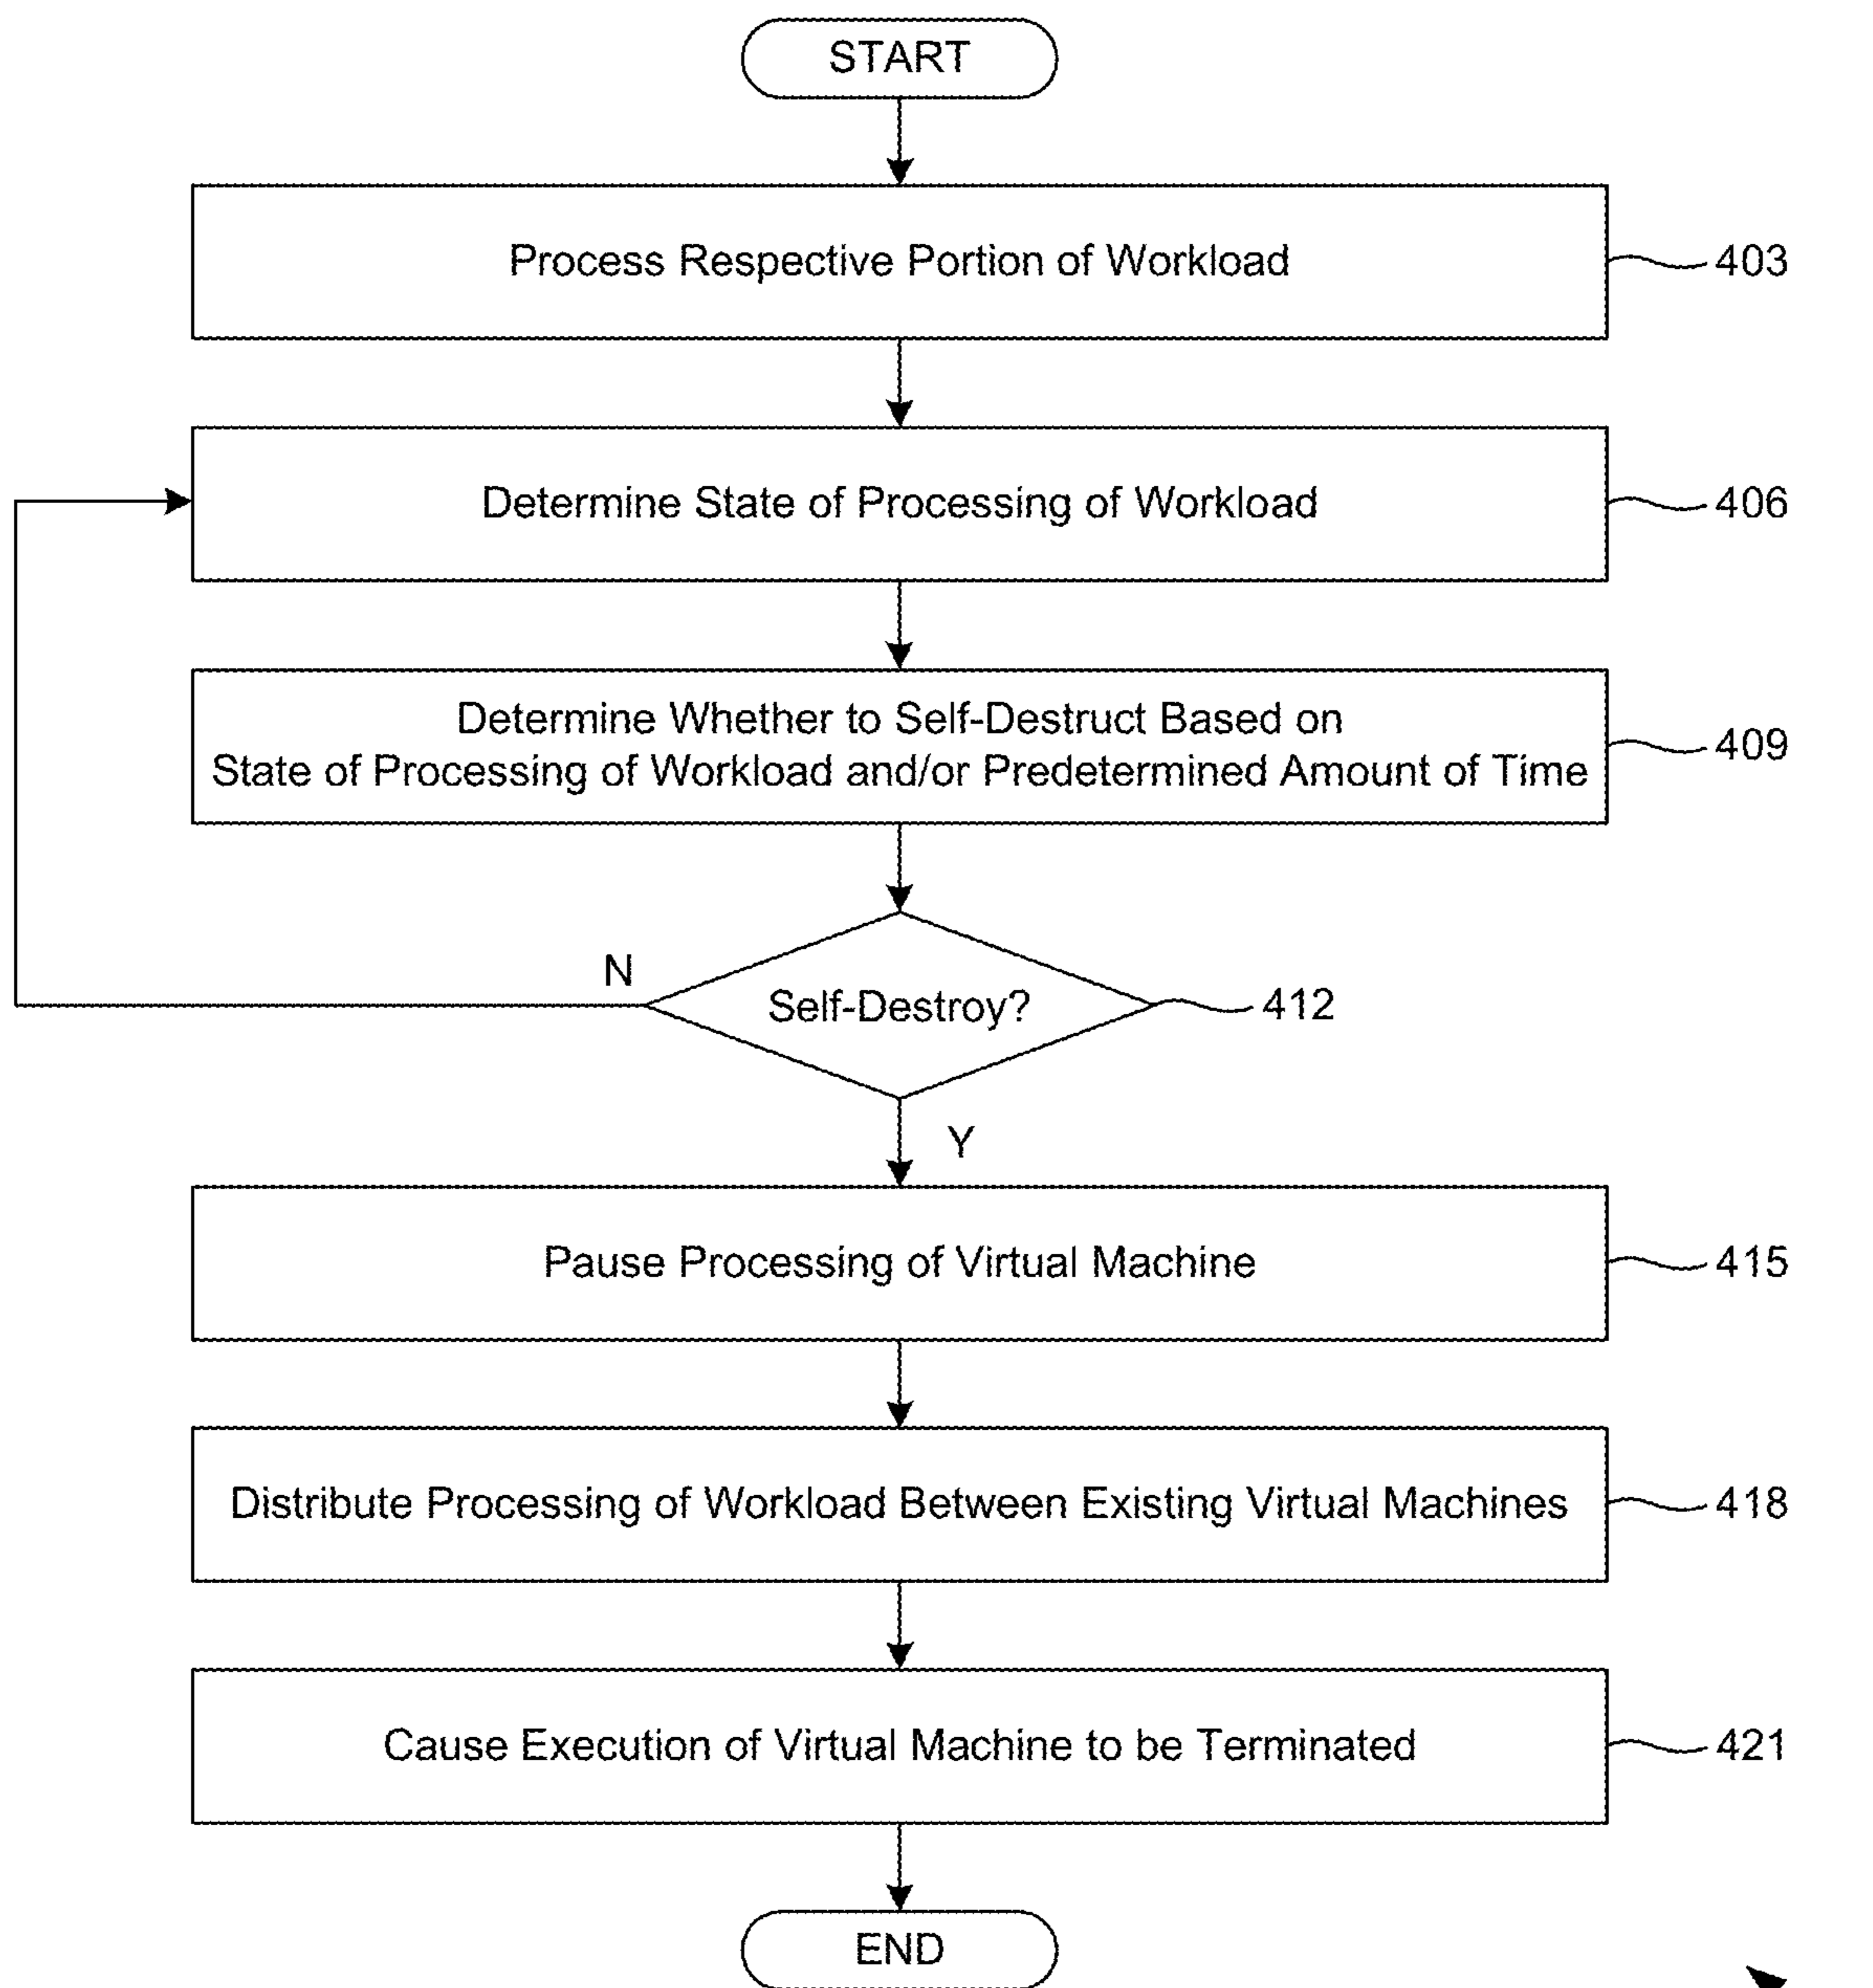 START
Process Respective Portion of Workload
403
Determine State of Processing of Workload
406
Determine Whether to Self-Destruct Based on
State of Processing of Workload and/or Predetermined Amount of Time
409
N
Self-Destroy?
412
Y
Pause Processing of Virtual Machine
415
Distribute Processing of Workload Between Existing Virtual Machines
418
Cause Execution of Virtual Machine to be Terminated
421
END